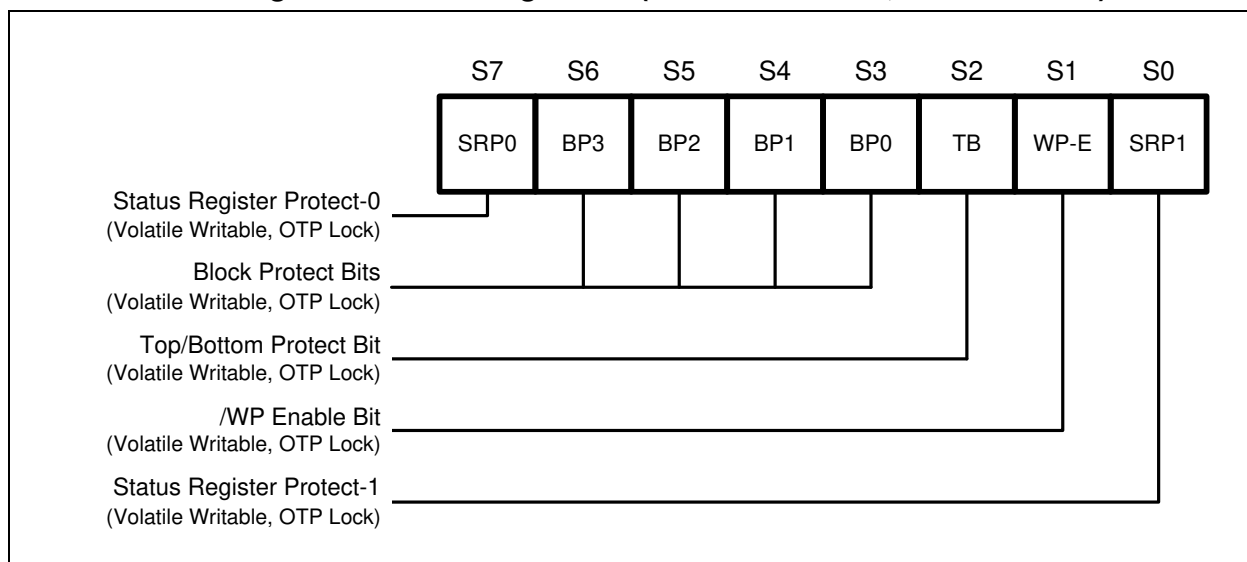 S7 S6 S5 S4 S3 S2 S1 S0
SRP0 BP3 BP2 BP1 BP0 TB WP-E SRP1
Status Register Protect-0
(Volatile Writable, OTP Lock)
Block Protect Bits
(Volatile Writable, OTP Lock)
Top/Bottom Protect Bit
(Volatile Writable, OTP Lock)
/WP Enable Bit
(Volatile Writable, OTP Lock)
Status Register Protect-1
(Volatile Writable, OTP Lock)